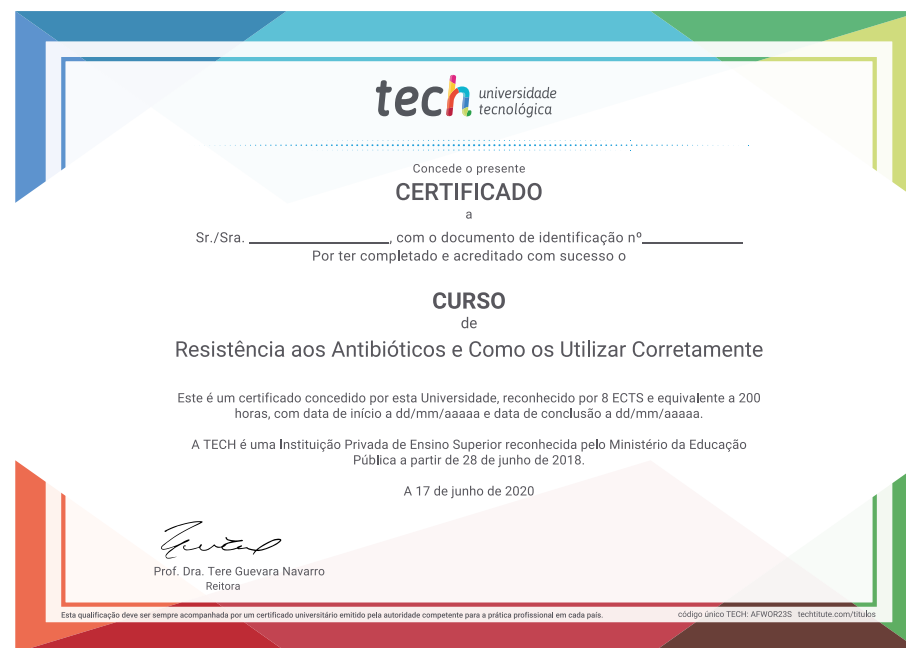 tech universidade
tecnológica
Concede o presente
CERTIFICADO
a
Sr./Sra. ____________________, com o documento de identificação nº______________
Por ter completado e acreditado com sucesso o
CURSO
de
Resistência aos Antibióticos e Como os Utilizar Corretamente
Este é um certificado concedido por esta Universidade, reconhecido por 8 ECTS e equivalente a 200
horas, com data de início a dd/mm/aaaaa e data de conclusão a dd/mm/aaaaa.
A TECH é uma Instituição Privada de Ensino Superior reconhecida pelo Ministério da Educação
Pública a partir de 28 de junho de 2018.
A 17 de junho de 2020
Prof. Dra. Tere Guevara Navarro
Reitora
Esta qualificação deve ser sempre acompanhada por um certificado universitário emitido pela autoridade competente para a prática profissional em cada país. código único TECH: AFWOR23S techtitute.com/titulos